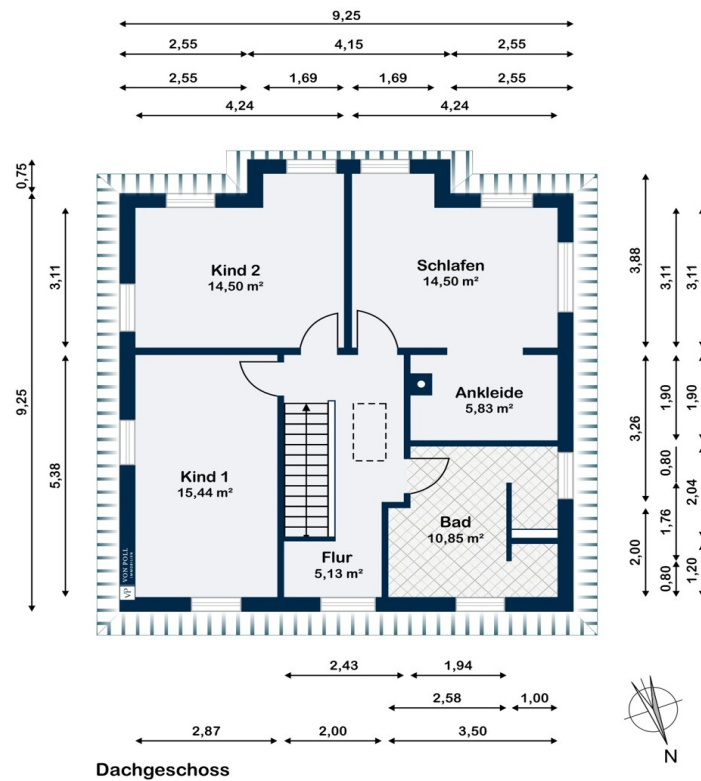 9,25
2,55 4,15 2,55
2,55 1,69 1,69 2,55
4,24 4,24
0,75
9,25
3,11
5,38
Kind 2
14,50 m²
Schlafen
14,50 m²
Ankleide
5,83 m²
Kind 1
15,44 m²
Bad
10,85 m²
Flur
5,13 m²
VP VON POLL
IMMOBILIEN
3,88
3,26
2,00
3,11
1,90
0,80
1,76
0,80
3,11
1,90
2,04
1,20
2,43 1,94
2,58 1,00
2,87 2,00 3,50
N
Dachgeschoss